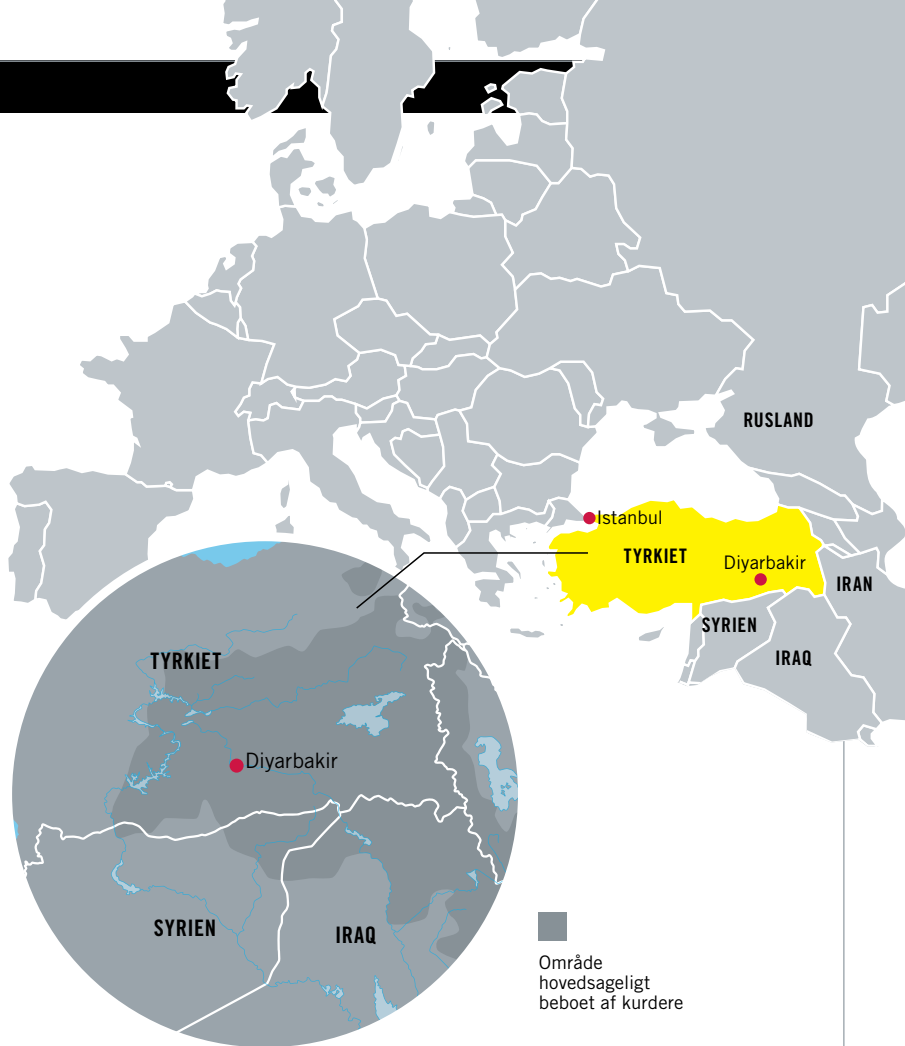 RUSLAND
Istanbul
TYRKIET
Diyarbakir
IRAN
SYRIEN
IRAQ
TYRKIET
Diyarbakir
SYRIEN
IRAQ
Område
hovedsageligt
beboet af kurdere